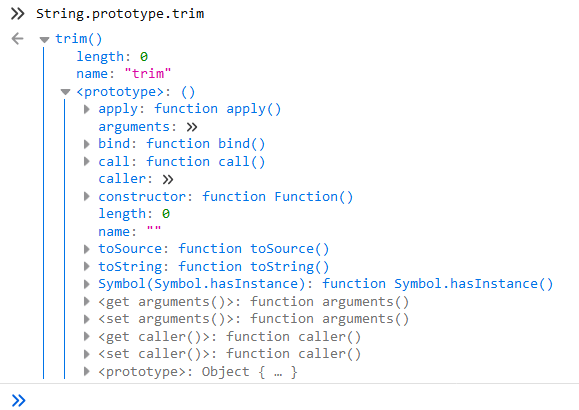 String.prototype.trim
trim()
length: 0
name: "trim"
<prototype>: ()
apply: function apply()
arguments:
bind: function bind()
call: function call()
caller:
constructor: function Function()
length: 0
name: ""
toSource: function toSource()
toString: function toString()
Symbol(Symbol.hasInstance): function Symbol.hasInstance()
<get arguments()>: function arguments()
<set arguments()>: function arguments()
<get caller()>: function caller()
<set caller()>: function caller()
<prototype>: Object { … }